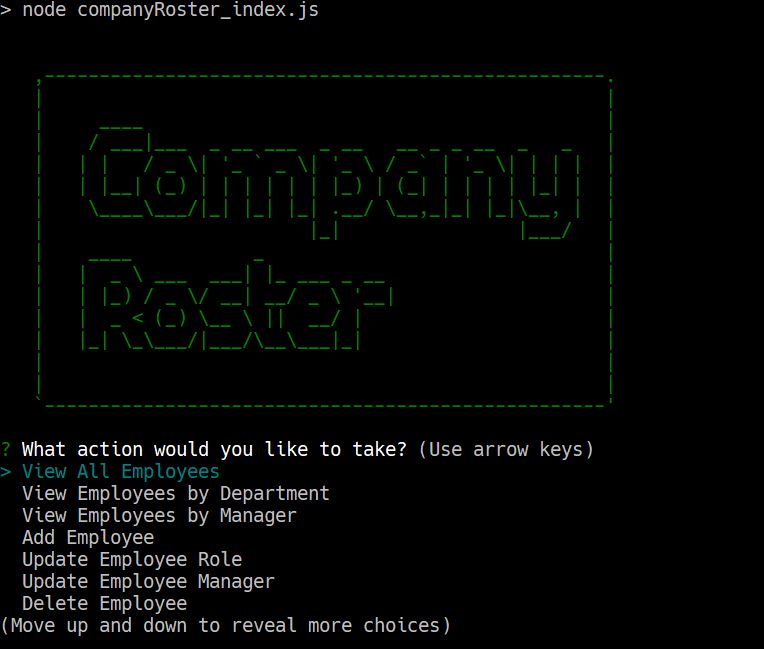 > node companyRoster_index.js
Company
Roster
? What action would you like to take? (Use arrow keys)
> View All Employees
View Employees by Department
View Employees by Manager
Add Employee
Update Employee Role
Update Employee Manager
Delete Employee
(Move up and down to reveal more choices)